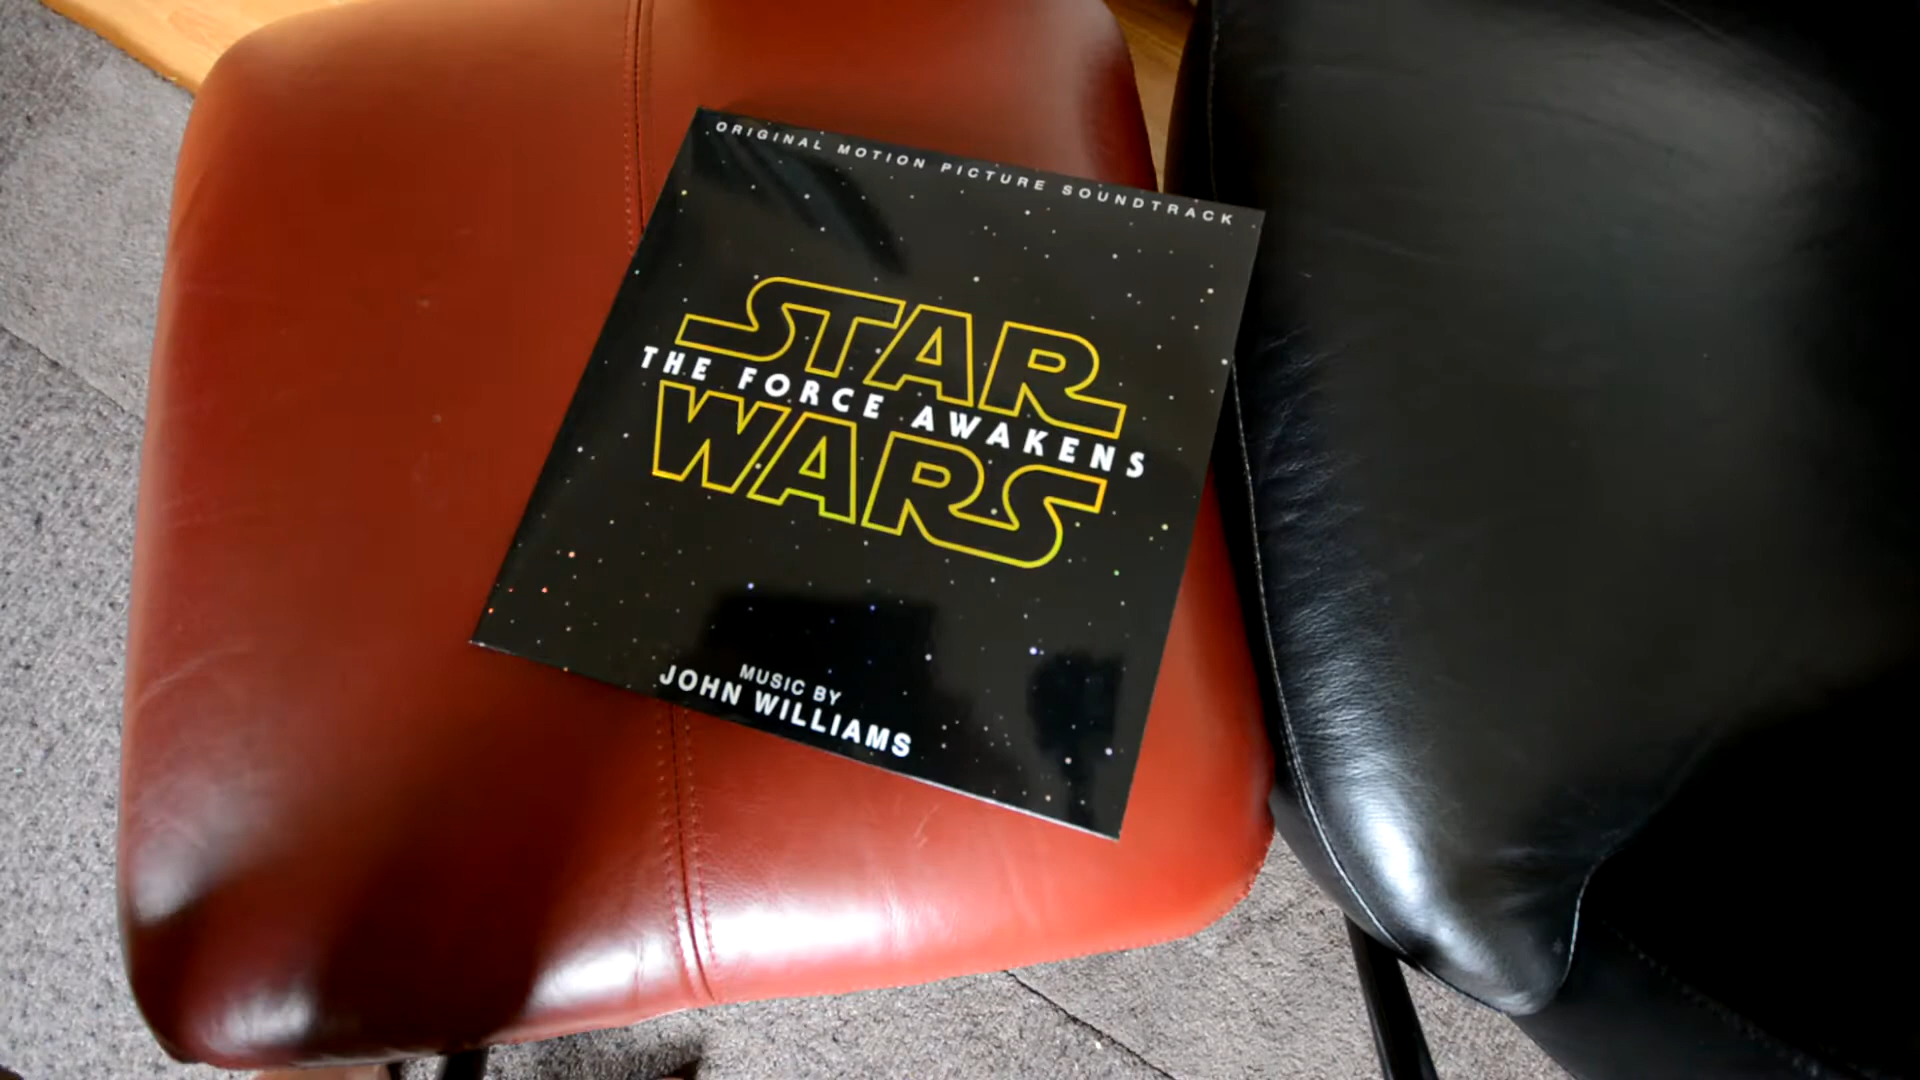 ORIGINAL MOTION PICTURE SOUNDTRACK
STAR
THE FORCE AWAKENS
WARS
MUSIC BY
JOHN WILLIAMS